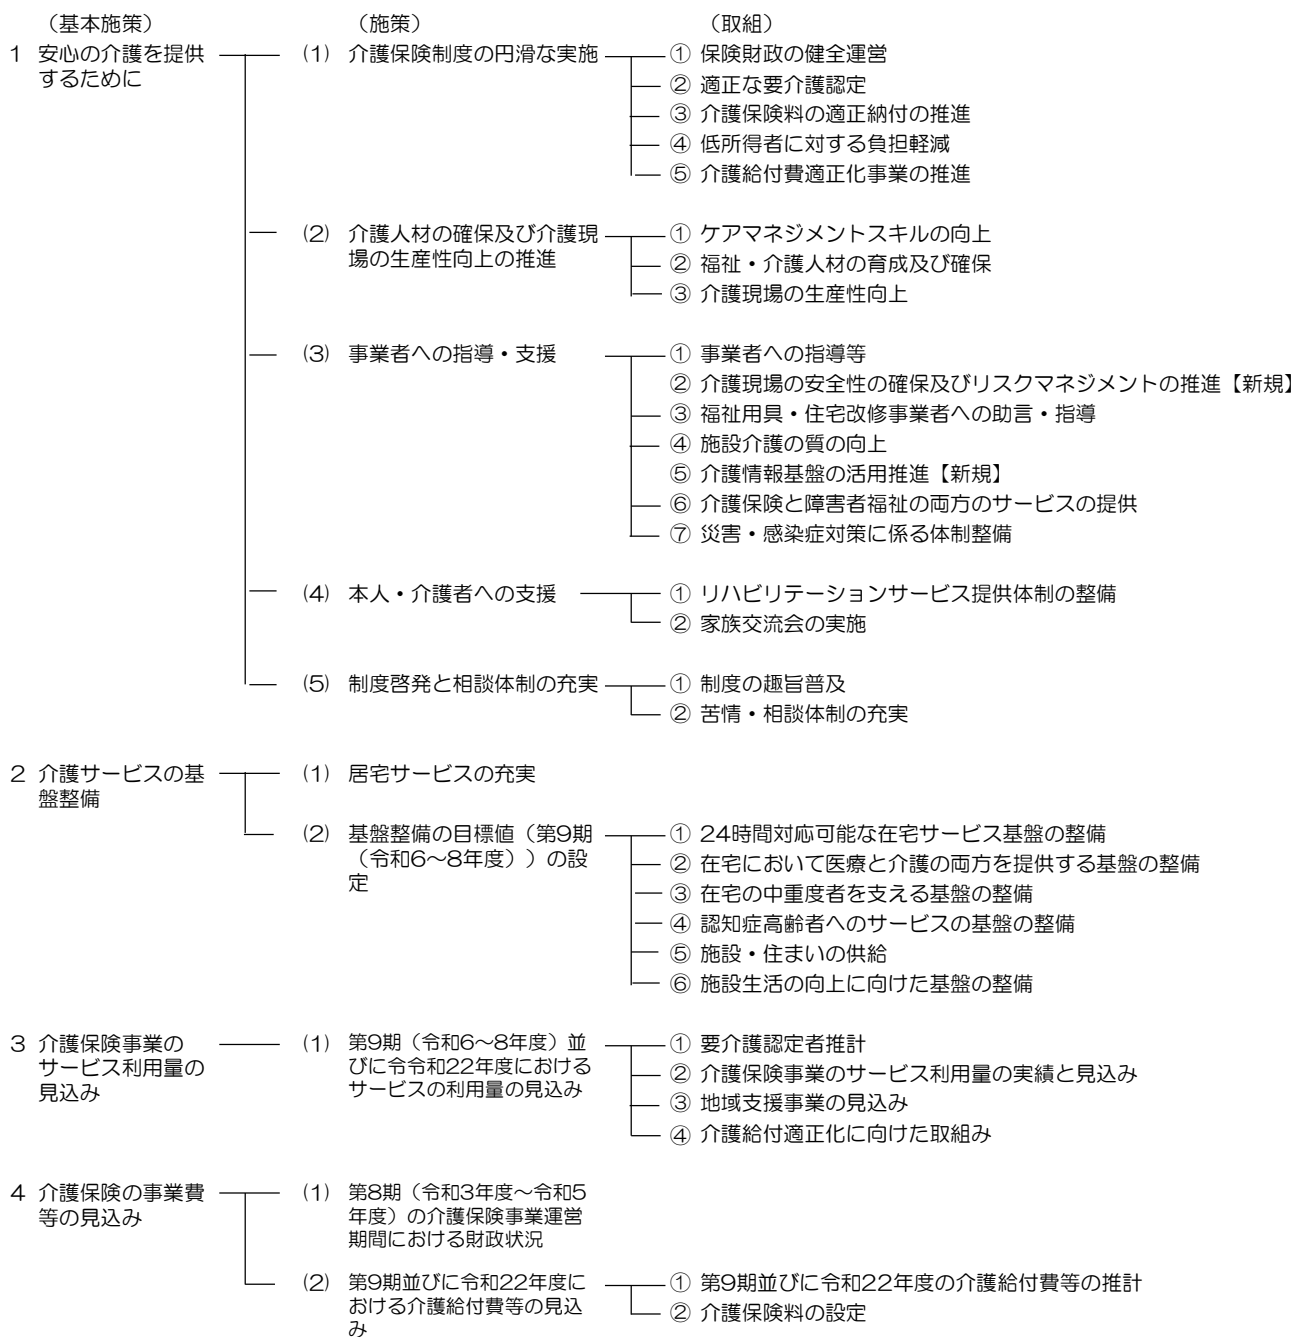 （基本施策）　（施策）　（取組）
1 安心の介護を提供 (1) 介護保険制度の円滑な実施 ① 保険財政の健全運営
するために ② 適正な要介護認定
③ 介護保険料の適正納付の推進
④ 低所得者に対する負担軽減
⑤ 介護給付費適正化事業の推進
(2) 介護人材の確保及び介護現 ① ケアマネジメントスキルの向上
場の生産性向上の推進 ② 福祉・介護人材の育成及び確保
③ 介護現場の生産性向上
(3) 事業者への指導・支援 ① 事業者への指導等
② 介護現場の安全性の確保及びリスクマネジメントの推進【新規】
③ 福祉用具・住宅改修事業者への助言・指導
④ 施設介護の質の向上
⑤ 介護情報基盤の活用推進【新規】
⑥ 介護保険と障害者福祉の両方のサービスの提供
⑦ 災害・感染症対策に係る体制整備
(4) 本人・介護者への支援 ① リハビリテーションサービス提供体制の整備
② 家族交流会の実施
(5) 制度啓発と相談体制の充実 ① 制度の趣旨普及
② 苦情・相談体制の充実
2 介護サービスの基 (1) 居宅サービスの充実
盤整備
(2) 基盤整備の目標値（第9期 ① 24時間対応可能な在宅サービス基盤の整備
（令和6～8年度））の設 ② 在宅において医療と介護の両方を提供する基盤の整備
定 ③ 在宅の中重度者を支える基盤の整備
④ 認知症高齢者へのサービスの基盤の整備
⑤ 施設・住まいの供給
⑥ 施設生活の向上に向けた基盤の整備
3 介護保険事業の (1) 第9期（令和6～8年度）並 ① 要介護認定者推計
サービス利用量の びに令令和22年度における ② 介護保険事業のサービス利用量の実績と見込み
見込み サービスの利用量の見込み ③ 地域支援事業の見込み
④ 介護給付適正化に向けた取組み
4 介護保険の事業費 (1) 第8期（令和3年度～令和5
等の見込み 年度）の介護保険事業運営
期間における財政状況
(2) 第9期並びに令和22年度に ① 第9期並びに令和22年度の介護給付費等の推計
おける介護給付費等の見込 ② 介護保険料の設定
み